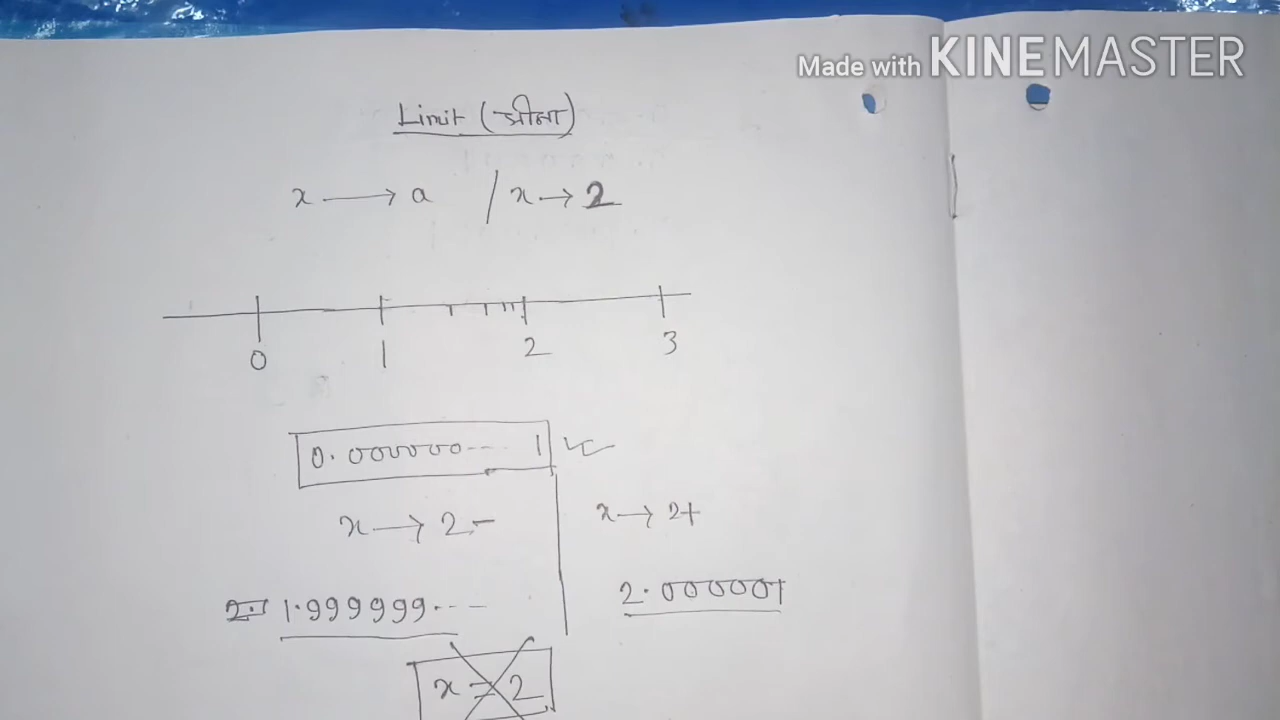 Made with KINEMASTER
Limit (सीमा)
x → a / x → 2
0 1 2 3
0.000000... 1
x → 2- x → 2+
1.999999... 2.000001
x = 2